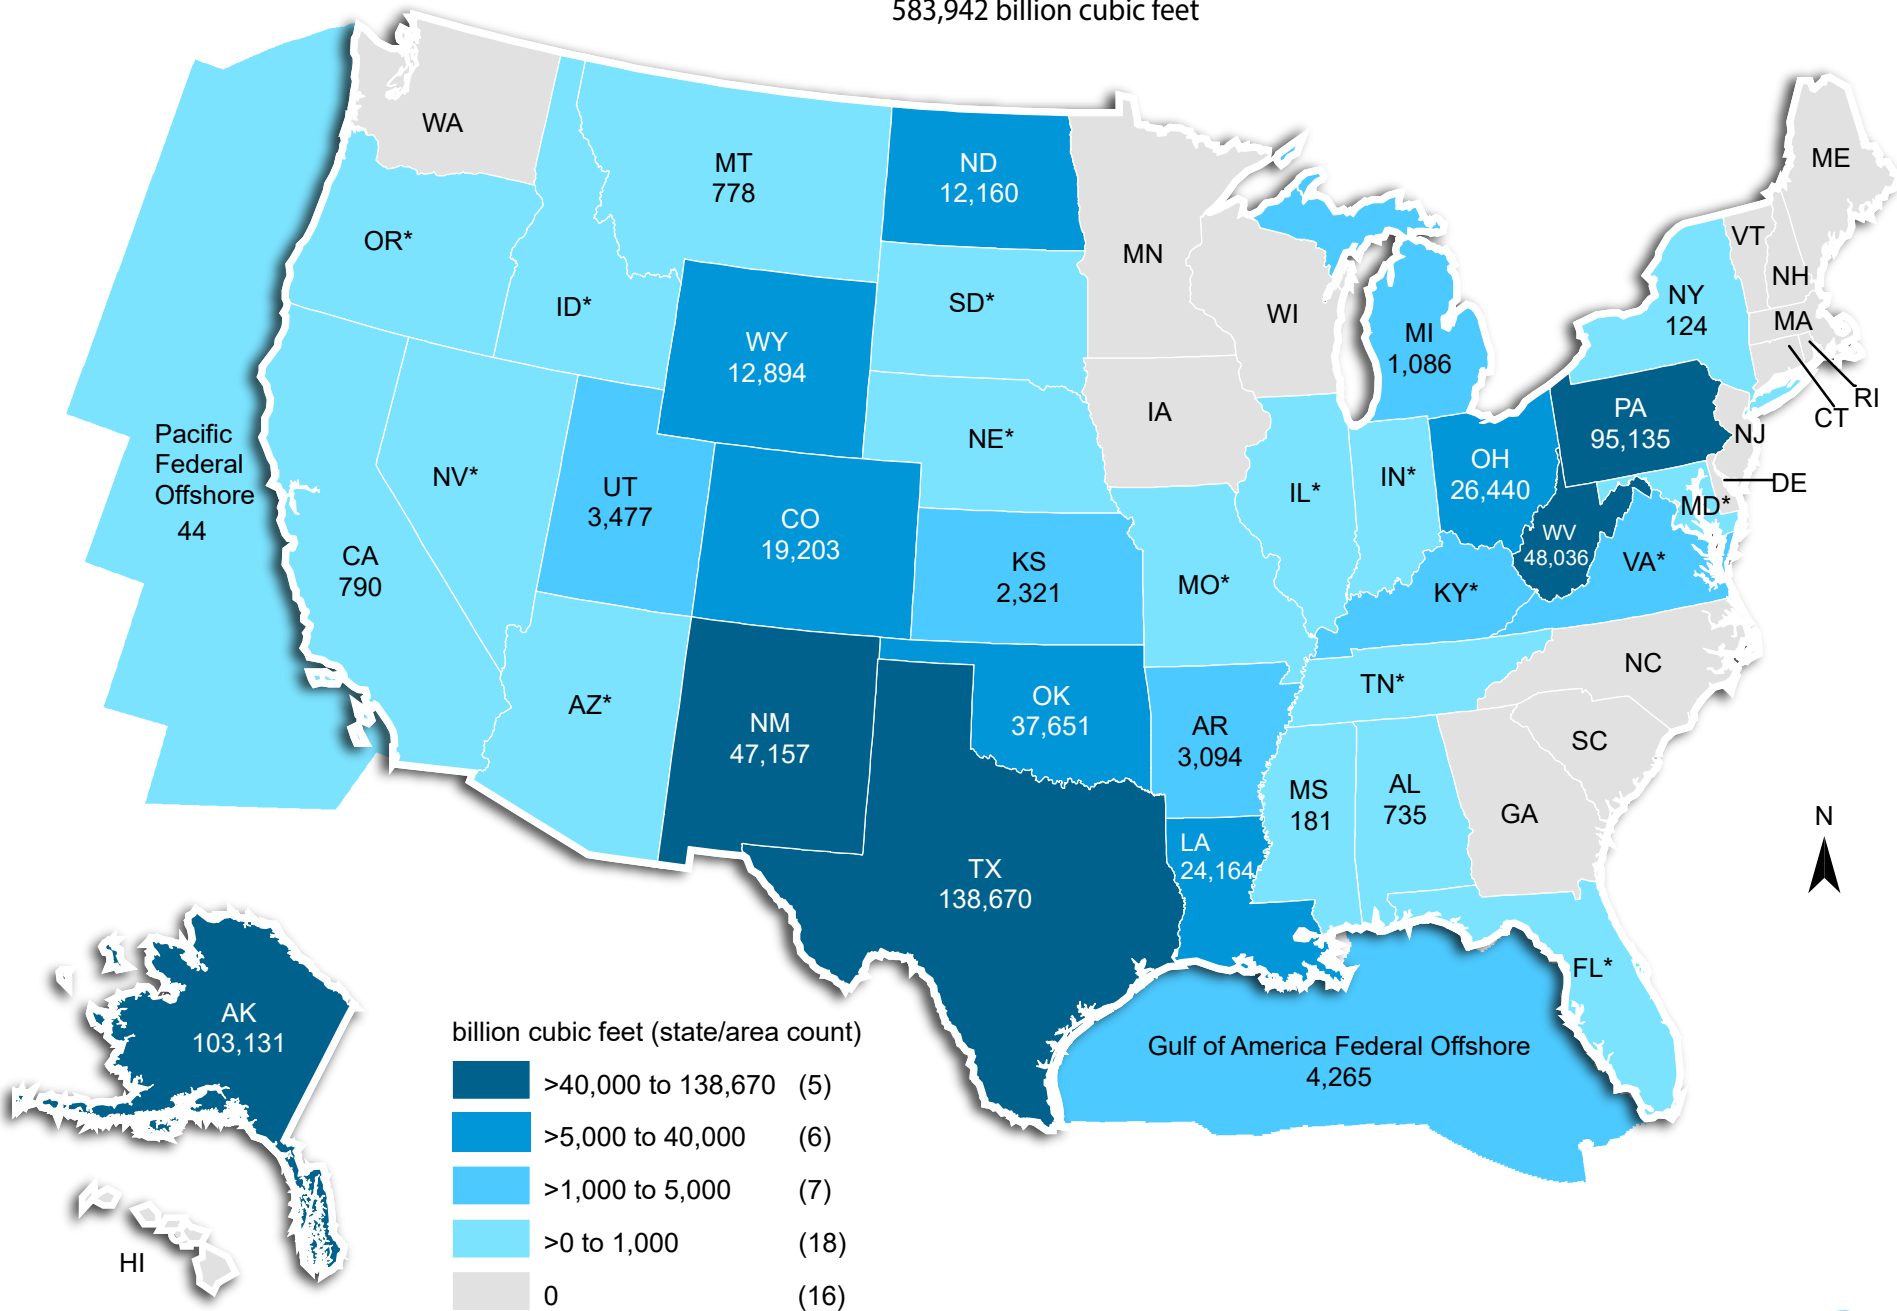 583,942 billion cubic feet
WA
MT
778
ND
12,160
MN
ME
VT
NH
OR*
ID*
SD*
WI
MI
1,086
NY
124
MA
RI
CT
WY
12,894
IA
PA
95,135
NJ
DE
MD*
Pacific
Federal
Offshore
44
NV*
UT
3,477
CO
19,203
NE*
IL*
IN*
OH
26,440
WV
48,036
VA*
CA
790
KS
2,321
MO*
KY*
NC
AZ*
NM
47,157
OK
37,651
AR
3,094
TN*
SC
MS
181
AL
735
GA
LA
24,164
TX
138,670
FL*
N
AK
103,131
HI
Gulf of America Federal Offshore
4,265
billion cubic feet (state/area count)
>40,000 to 138,670 (5)
>5,000 to 40,000 (6)
>1,000 to 5,000 (7)
>0 to 1,000 (18)
0 (16)